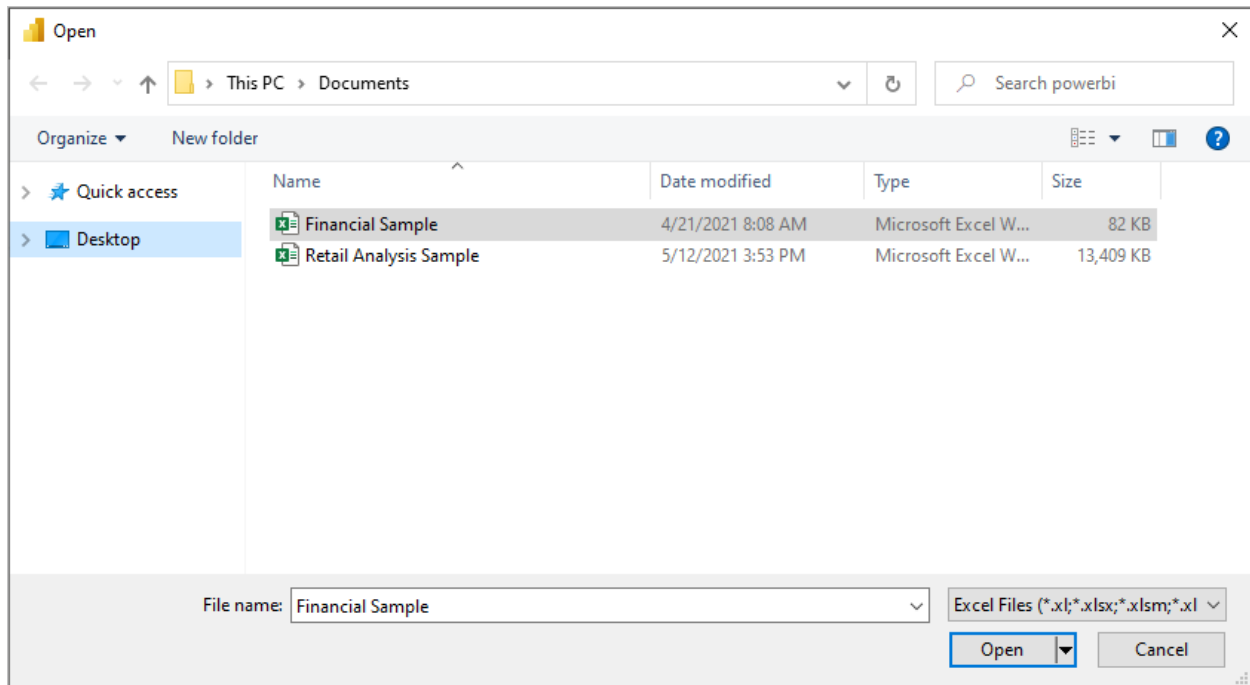 Open
This PC > Documents
Search powerbi
Organize
New folder
Quick access
Desktop
Name Date modified Type Size
Financial Sample 4/21/2021 8:08 AM Microsoft Excel W... 82 KB
Retail Analysis Sample 5/12/2021 3:53 PM Microsoft Excel W... 13,409 KB
File name: Financial Sample
Excel Files (*.xl;*.xlsx;*.xlsm;*.xl
Open Cancel